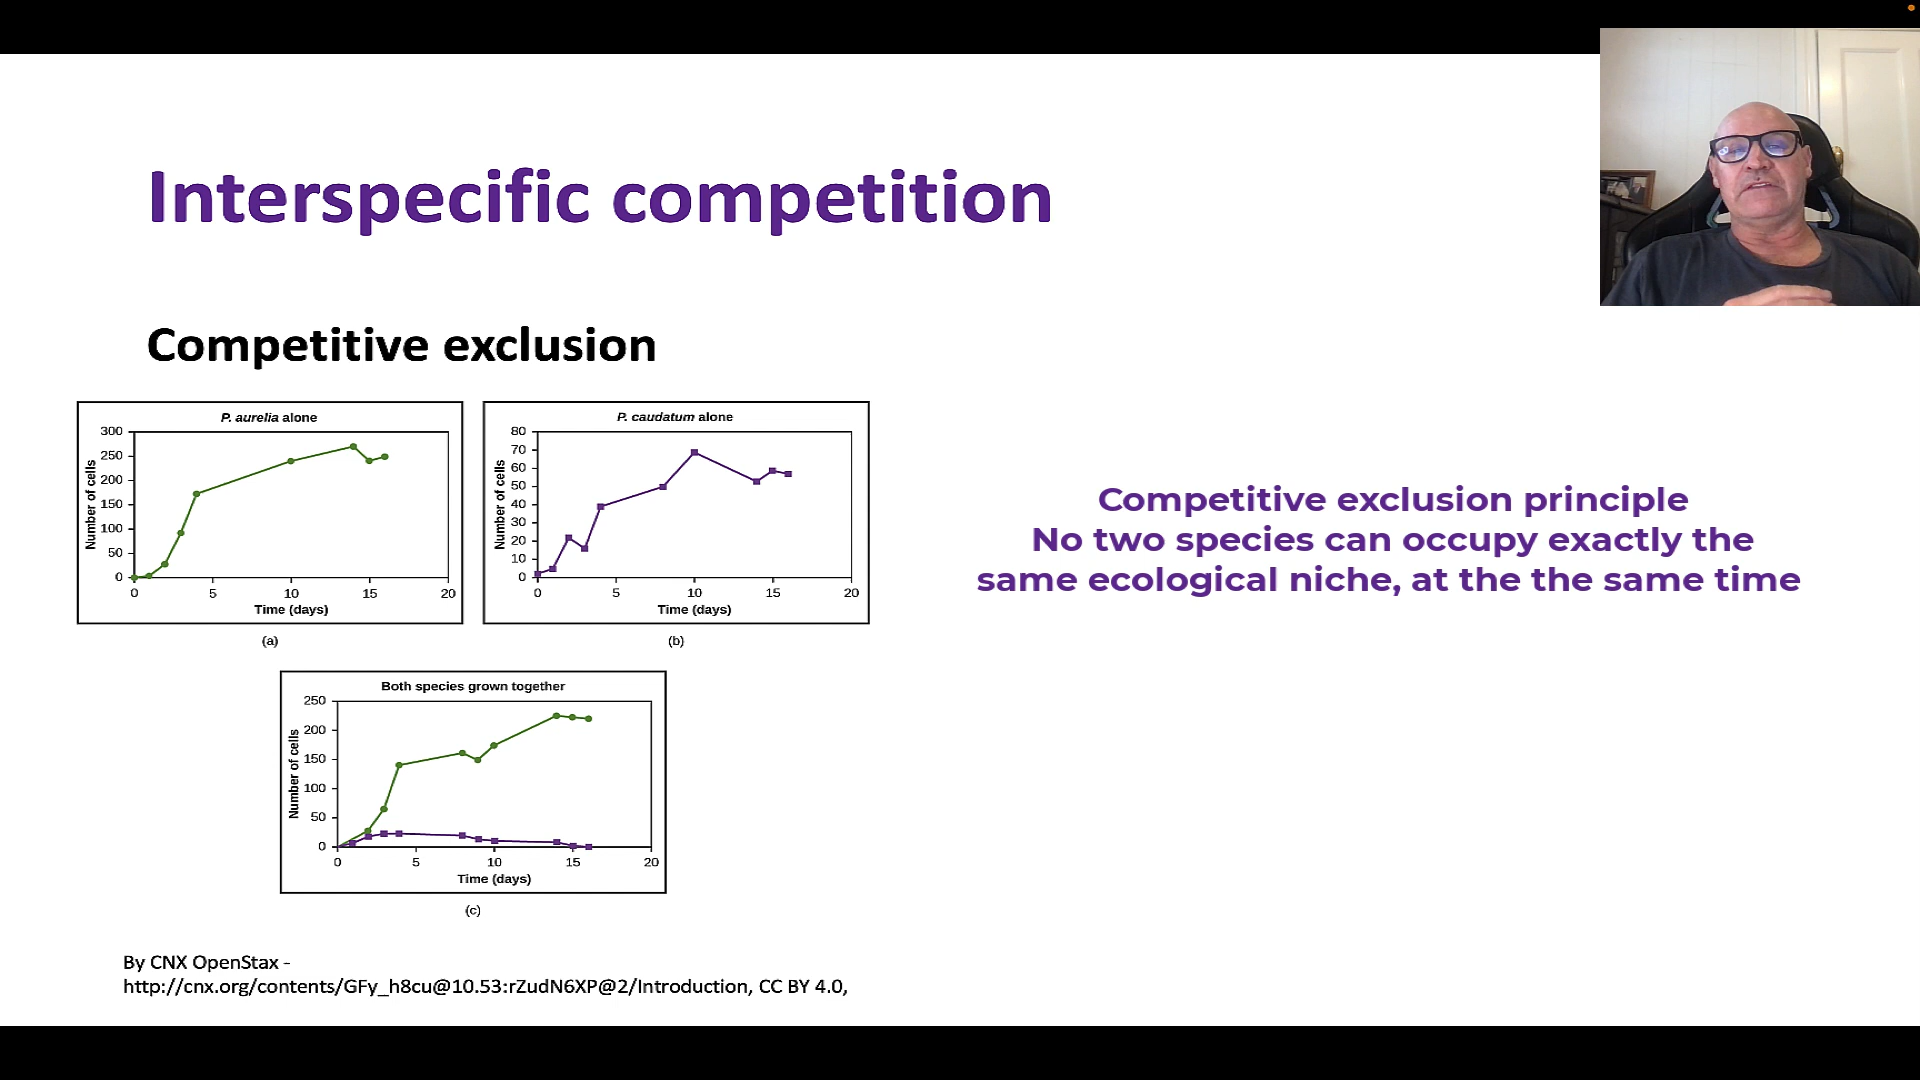 Interspecific competition
Competitive exclusion
P. aurelia alone
300
250
200
150
100
50
0
Number of cells
0 5 10 15 20
Time (days)
(a)
P. caudatum alone
80
70
60
50
40
30
20
10
0
Number of cells
0 5 10 15 20
Time (days)
(b)
Both species grown together
250
200
150
100
50
0
Number of cells
0 5 10 15 20
Time (days)
(c)
Competitive exclusion principle
No two species can occupy exactly the
same ecological niche, at the the same time
By CNX OpenStax -
http://cnx.org/contents/GFy_h8cu@10.53:rZudN6XP@2/Introduction, CC BY 4.0,